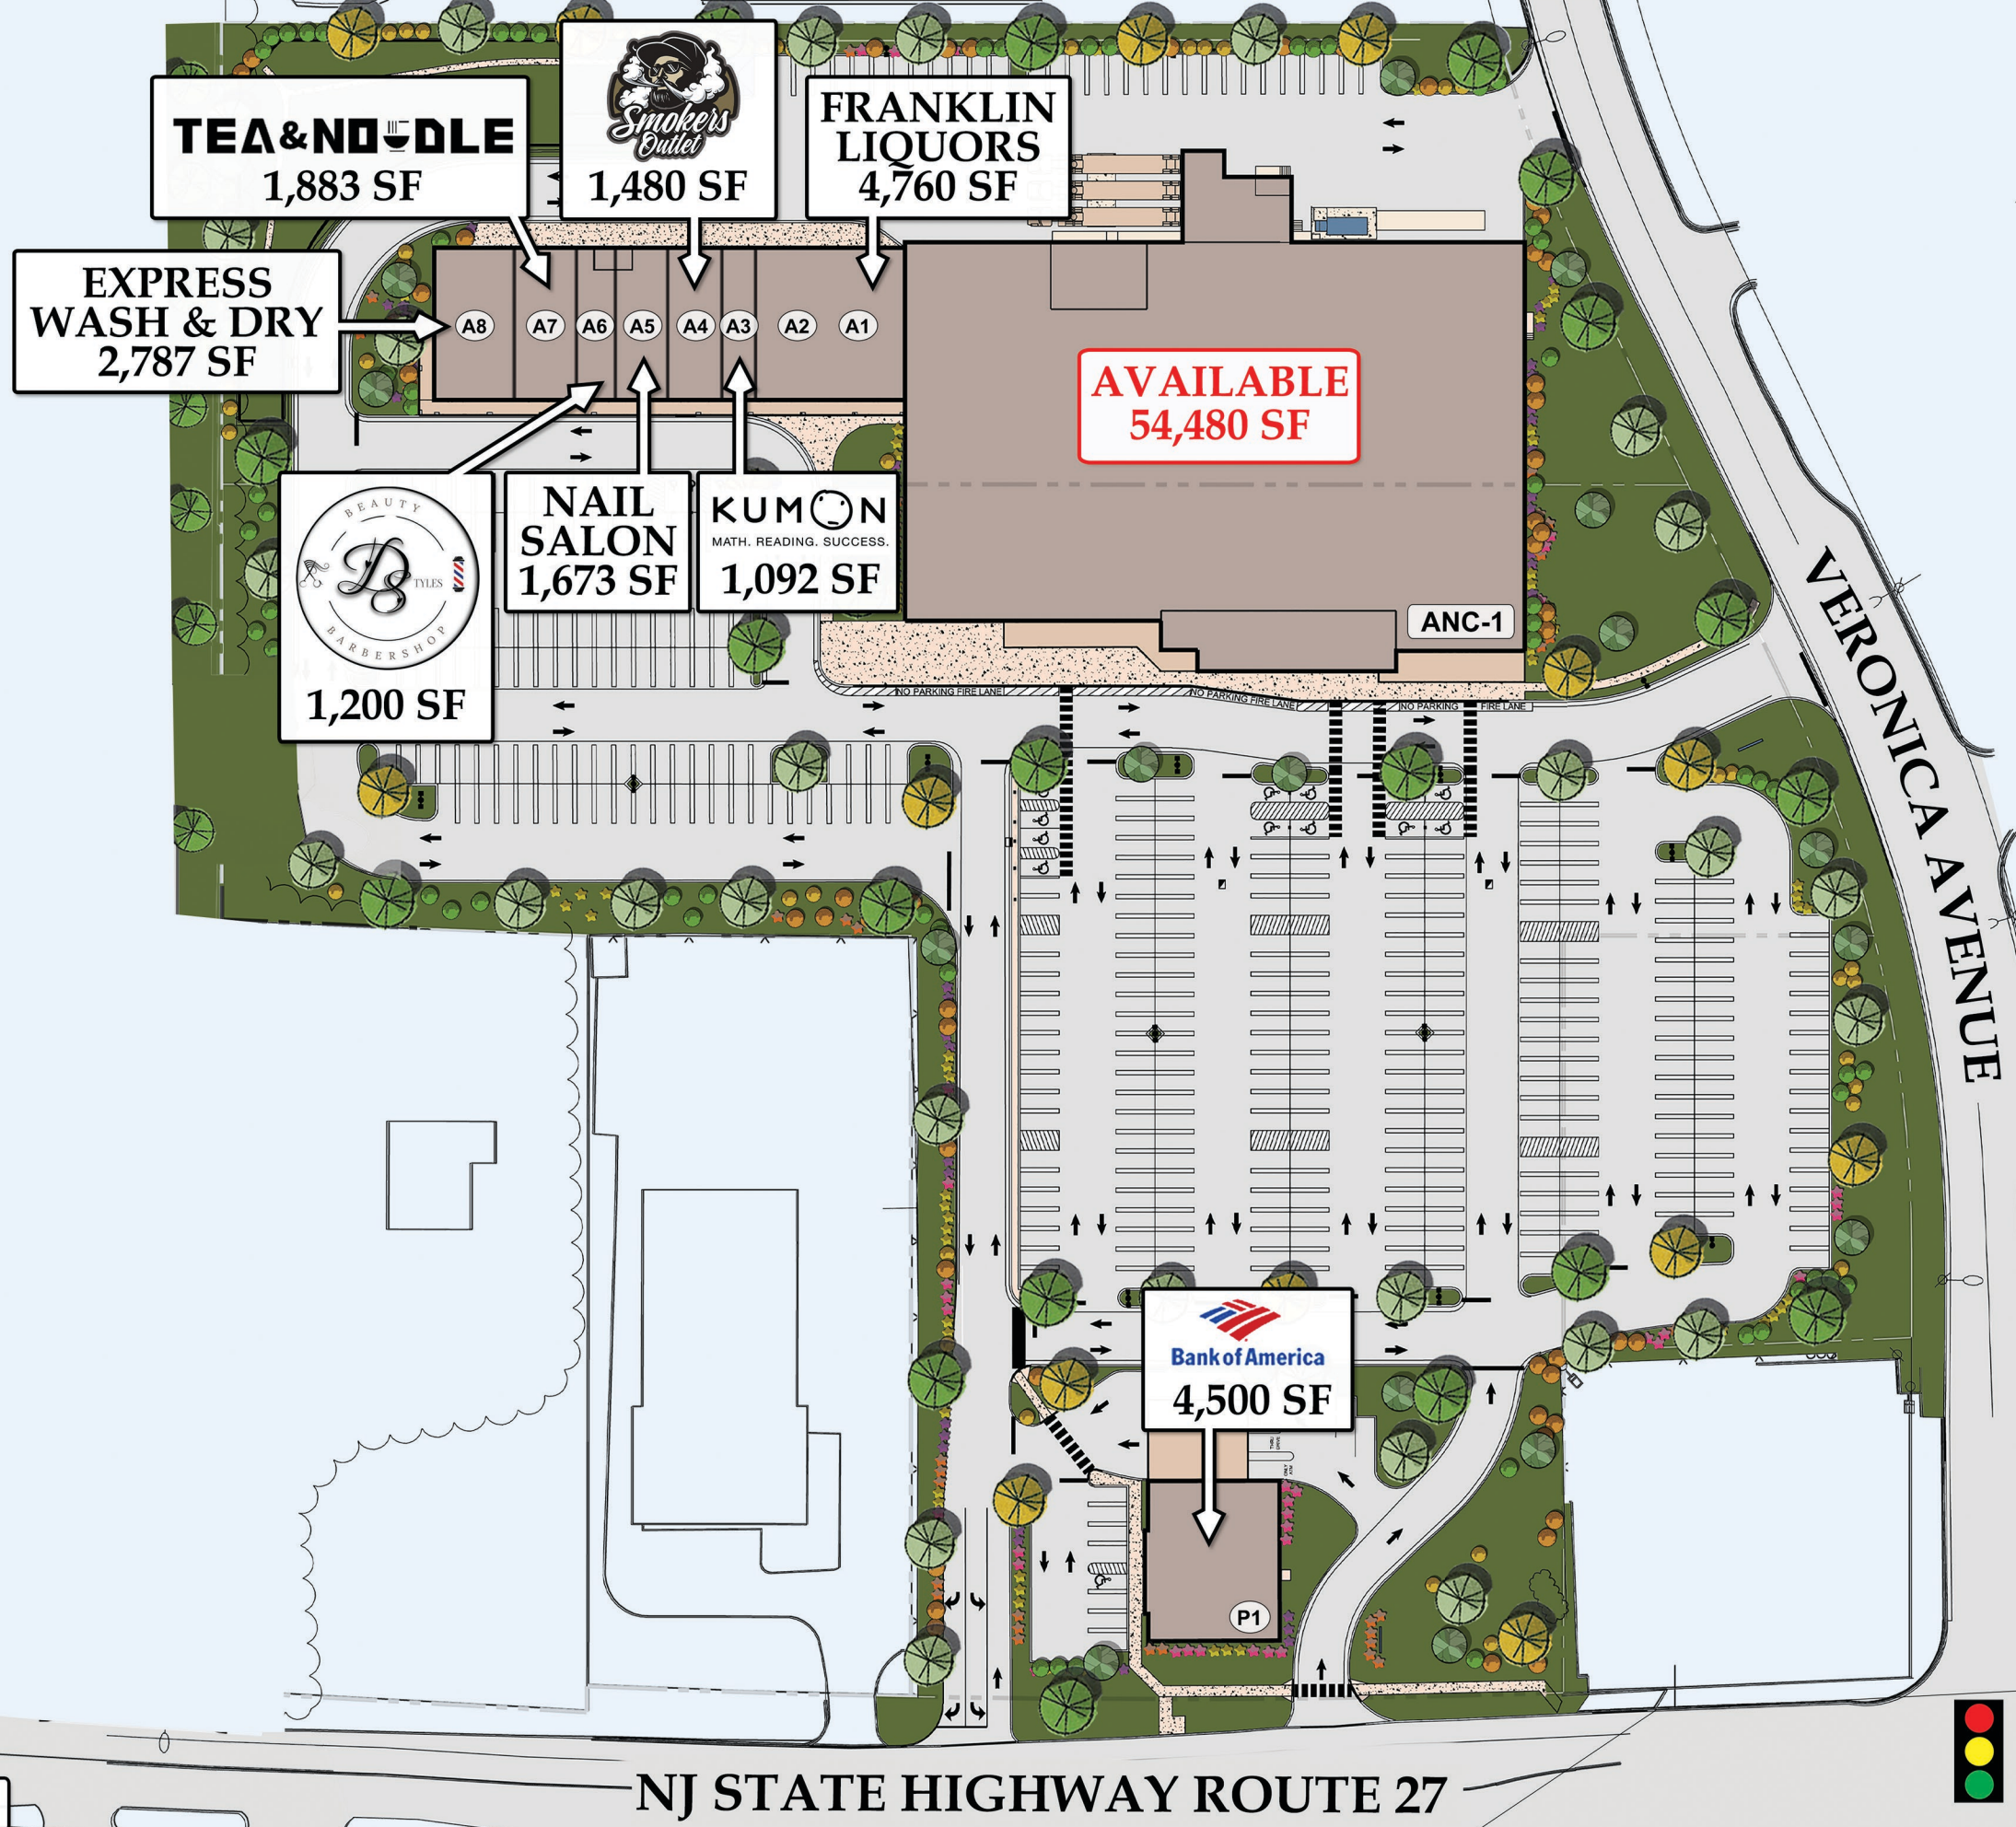 TEA&NOODLE
1,883 SF
Smokers
Outlet
1,480 SF
FRANKLIN
LIQUORS
4,760 SF
EXPRESS
WASH & DRY
2,787 SF
A8
A7
A6
A5
A4
A3
A2
A1
AVAILABLE
54,480 SF
BEAUTY
DS
TYLES
BARBERSHOP
1,200 SF
NAIL
SALON
1,673 SF
KUMON
MATH. READING. SUCCESS.
1,092 SF
ANC-1
NO PARKING FIRE LANE
NO PARKING FIRE LANE
NO PARKING FIRE LANE
VERONICA AVENUE
Bank of America
4,500 SF
P1
NJ STATE HIGHWAY ROUTE 27